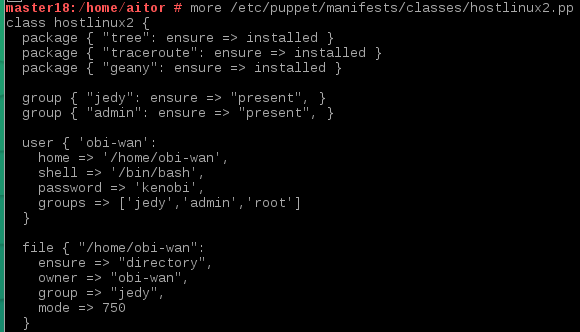 master18:/home/aitor # more /etc/puppet/manifests/classes/hostlinux2.pp
class hostlinux2 {
  package { "tree": ensure => installed }
  package { "traceroute": ensure => installed }
  package { "geany": ensure => installed }

  group { "jedy": ensure => "present", }
  group { "admin": ensure => "present", }

  user { 'obi-wan':
    home => '/home/obi-wan',
    shell => '/bin/bash',
    password => 'kenobi',
    groups => ['jedy','admin','root']
  }

  file { "/home/obi-wan":
    ensure => "directory",
    owner => "obi-wan",
    group => "jedy",
    mode => 750
  }